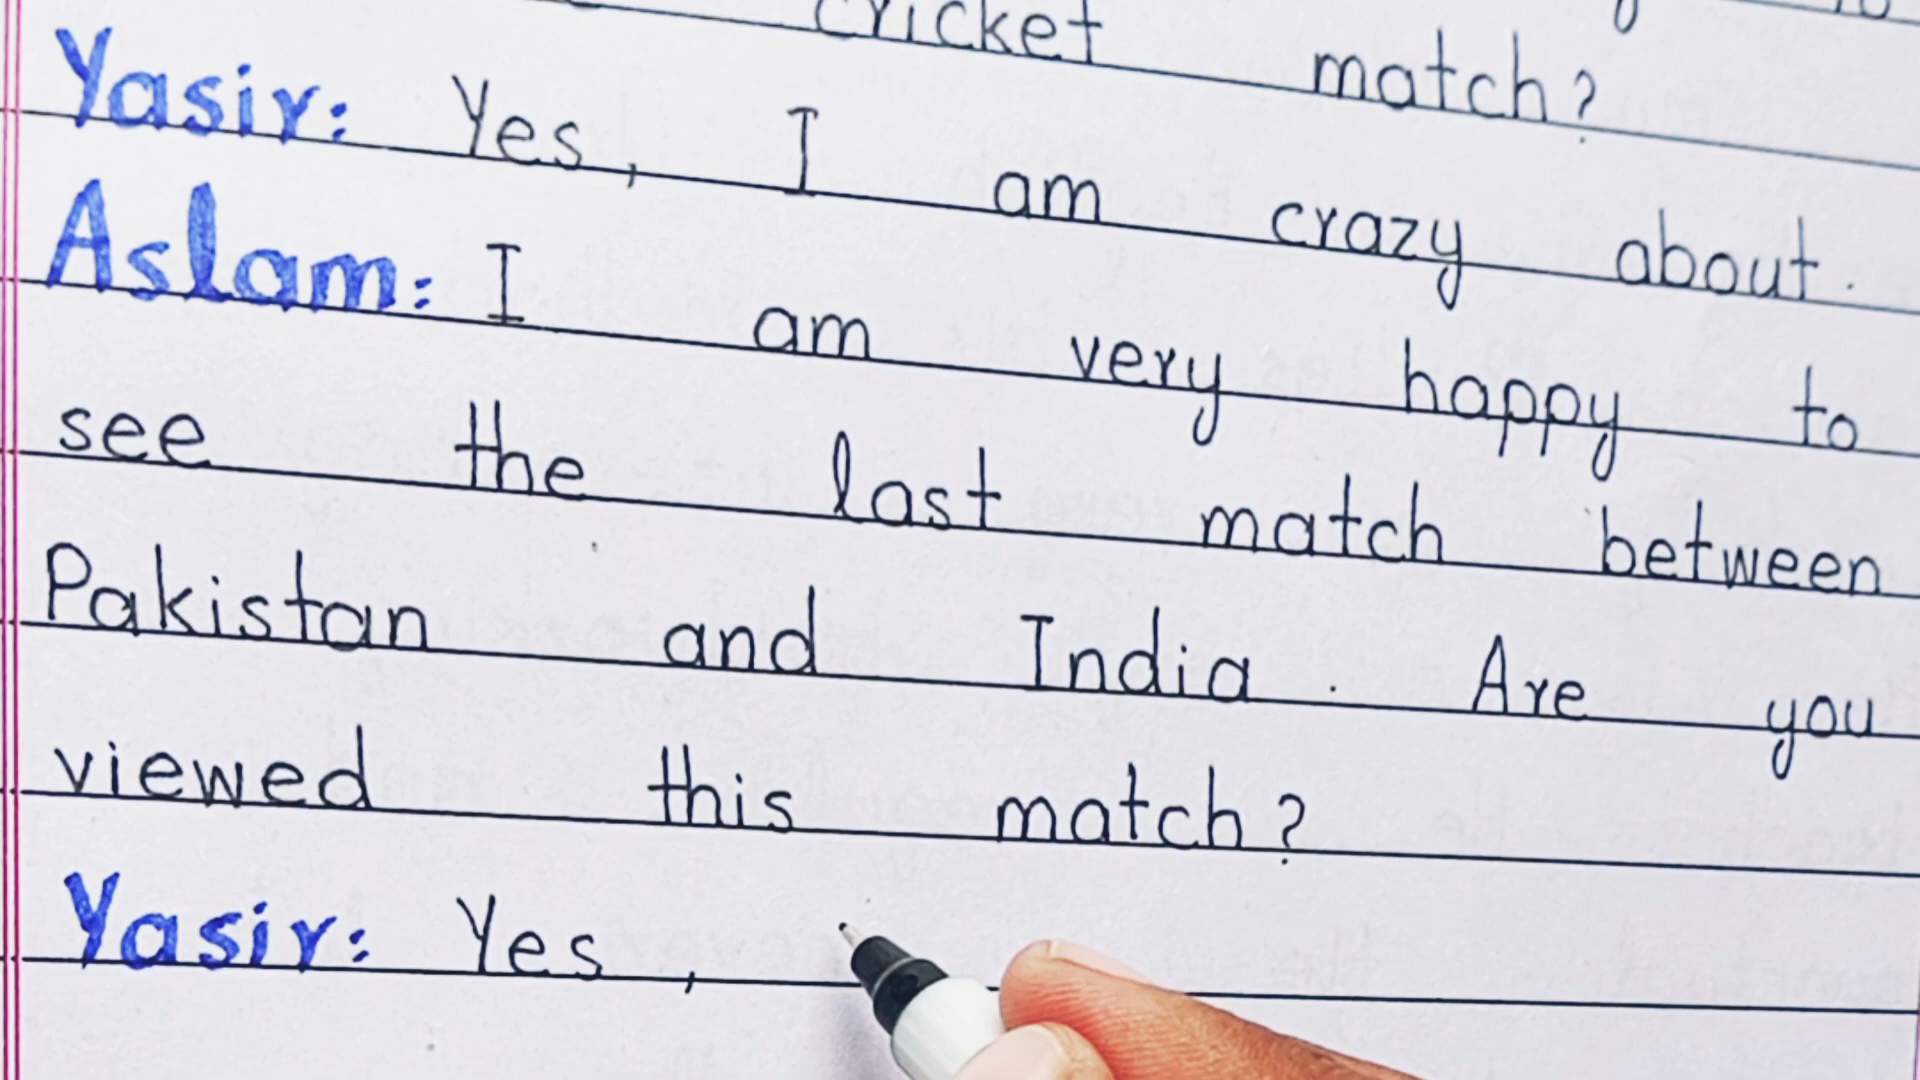 cricket match?
Yasir: Yes, I am crazy about.
Aslam: I am very happy to
see the last match between
Pakistan and India. Are you
viewed this match?
Yasir: Yes,